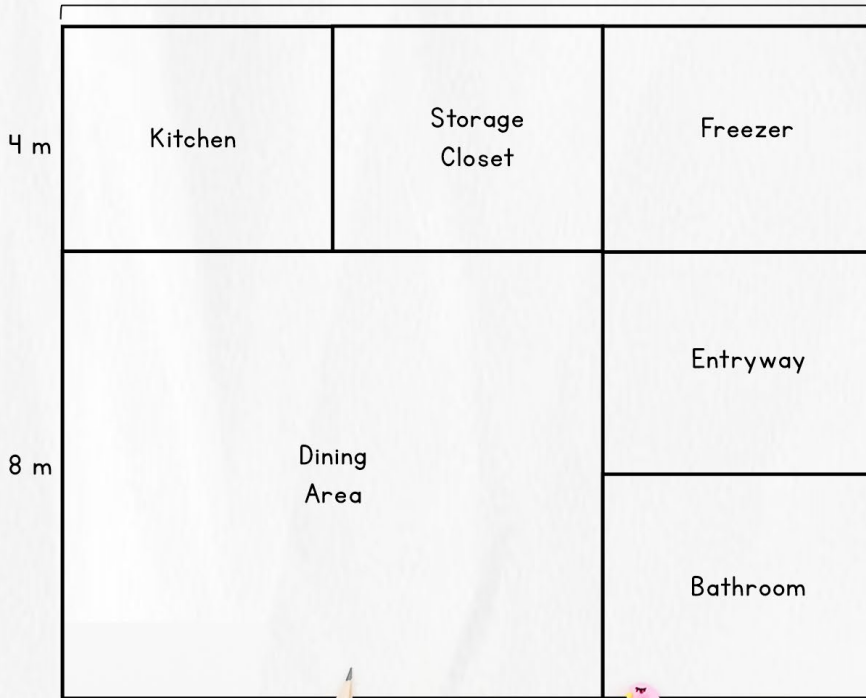 4 m
Kitchen
Storage
Closet
Freezer
Entryway
8 m
Dining
Area
Bathroom